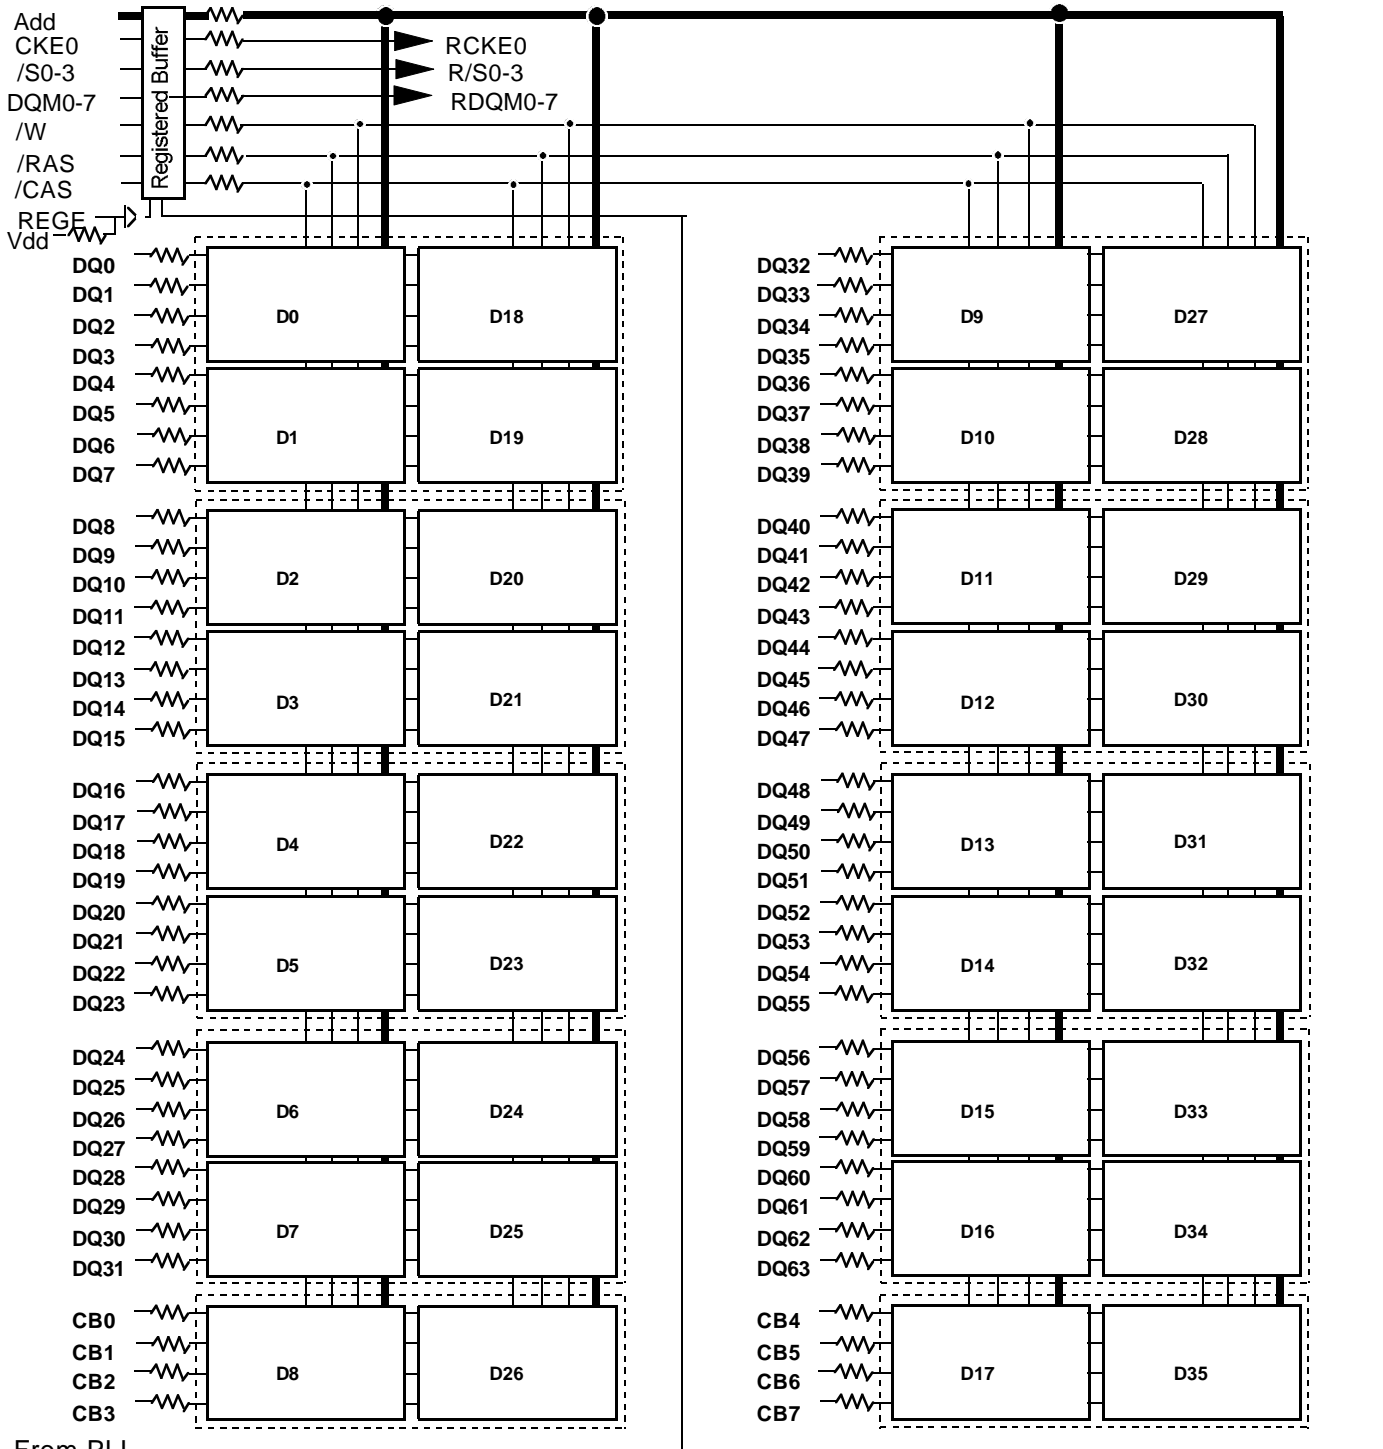 Add
CKE0 RCKE0
/S0-3 R/S0-3
DQM0-7 RDQM0-7
/W
/RAS
/CAS
Registered Buffer
REGE
Vdd
DQ0 DQ32
DQ1 DQ33
D0 D18 D9 D27
DQ2 DQ34
DQ3 DQ35
DQ4 DQ36
DQ5 DQ37
D1 D19 D10 D28
DQ6 DQ38
DQ7 DQ39
DQ8 DQ40
DQ9 DQ41
DQ10 D2 D20 DQ42 D11 D29
DQ11 DQ43
DQ12 DQ44
DQ13 DQ45
DQ14 D3 D21 DQ46 D12 D30
DQ15 DQ47
DQ16 DQ48
DQ17 DQ49
DQ18 D4 D22 DQ50 D13 D31
DQ19 DQ51
DQ20 DQ52
DQ21 DQ53
DQ22 D5 D23 DQ54 D14 D32
DQ23 DQ55
DQ24 DQ56
DQ25 DQ57
DQ26 D6 D24 DQ58 D15 D33
DQ27 DQ59
DQ28 DQ60
DQ29 DQ61
DQ30 D7 D25 DQ62 D16 D34
DQ31 DQ63
CB0 CB4
CB1 CB5
CB2 D8 D26 CB6 D17 D35
CB3 CB7
From PLL